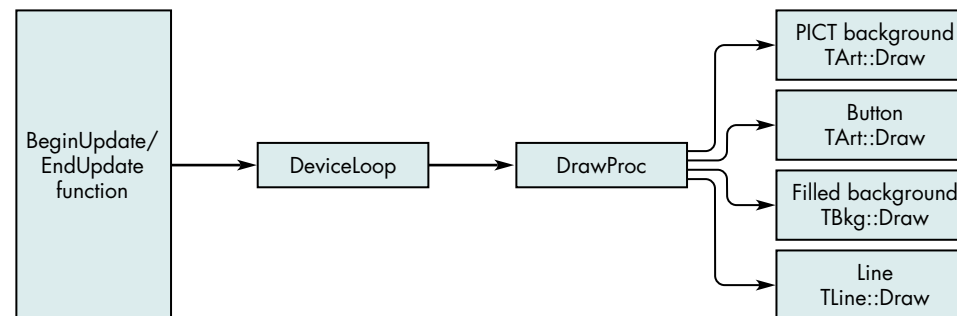 BeginUpdate/
EndUpdate
function
DeviceLoop
DrawProc
PICT background
TArt::Draw
Button
TArt::Draw
Filled background
TBkg::Draw
Line
TLine::Draw